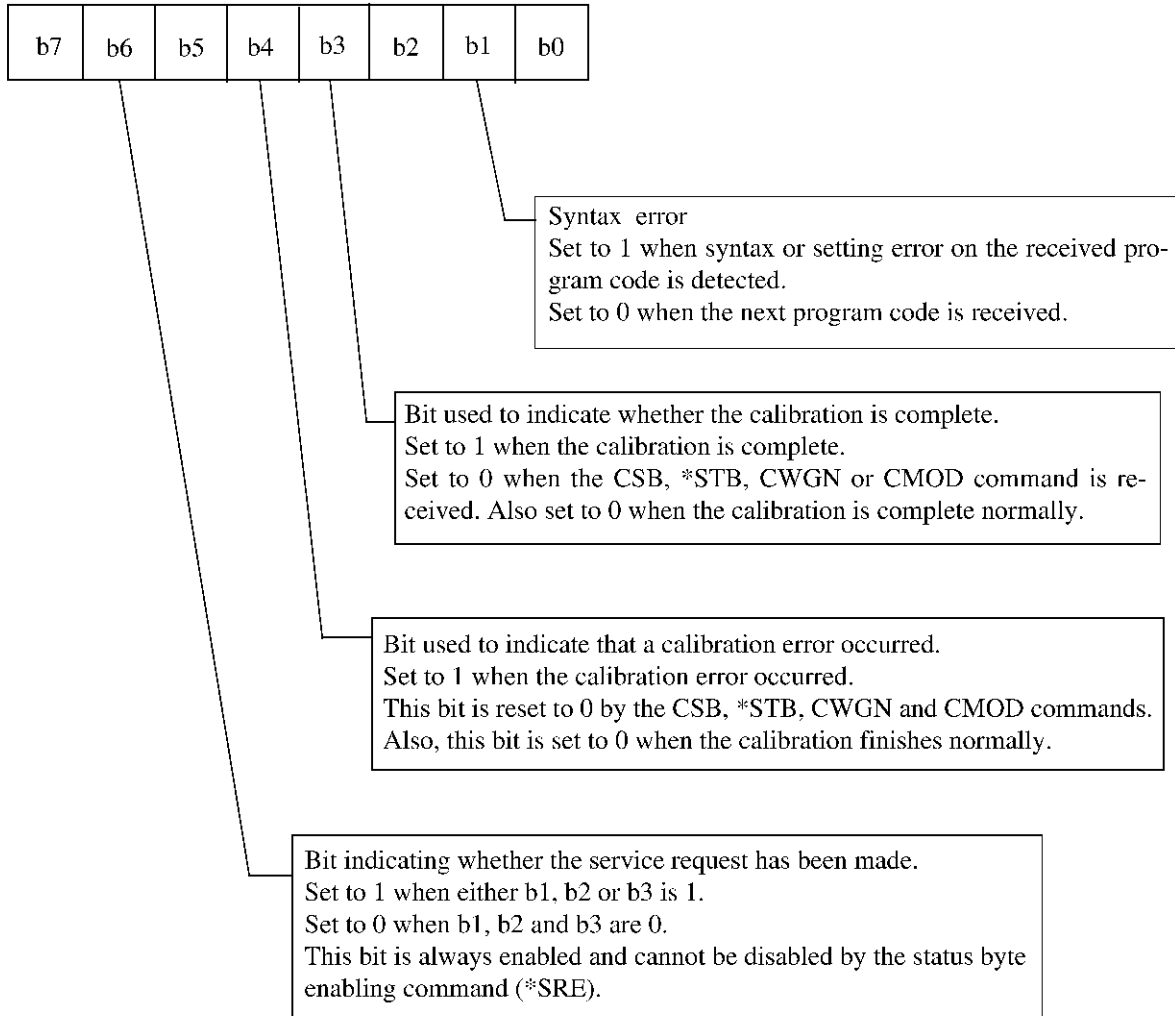 b7 b6 b5 b4 b3 b2 b1 b0
Syntax error
Set to 1 when syntax or setting error on the received pro-
gram code is detected.
Set to 0 when the next program code is received.
Bit used to indicate whether the calibration is complete.
Set to 1 when the calibration is complete.
Set to 0 when the CSB, *STB, CWGN or CMOD command is re-
ceived. Also set to 0 when the calibration is complete normally.
Bit used to indicate that a calibration error occurred.
Set to 1 when the calibration error occurred.
This bit is reset to 0 by the CSB, *STB, CWGN and CMOD commands.
Also, this bit is set to 0 when the calibration finishes normally.
Bit indicating whether the service request has been made.
Set to 1 when either b1, b2 or b3 is 1.
Set to 0 when b1, b2 and b3 are 0.
This bit is always enabled and cannot be disabled by the status byte
enabling command (*SRE).